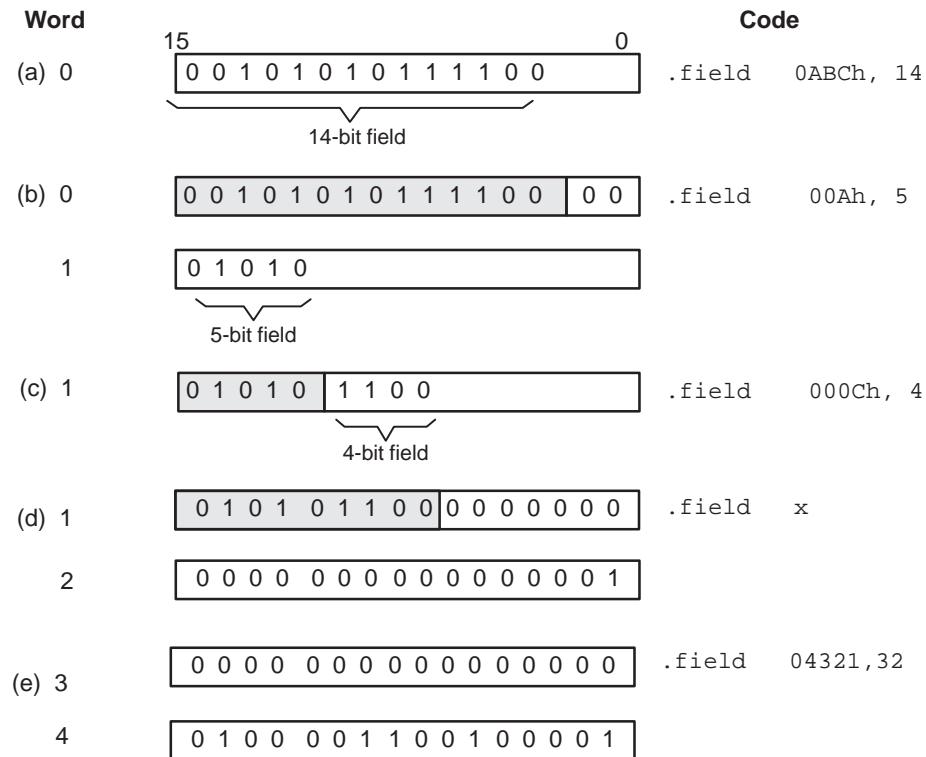 Word Code
15 0
(a) 0 0 0 1 0 1 0 1 0 1 1 1 1 0 0 .field 0ABCh, 14
14-bit field
(b) 0 0 0 1 0 1 0 1 0 1 1 1 1 0 0 0 0 .field 00Ah, 5
1 0 1 0 1 0
5-bit field
(c) 1 0 1 0 1 0 1 1 0 0 .field 000Ch, 4
4-bit field
(d) 1 0 1 0 1 0 1 1 0 0 0 0 0 0 0 0 0 .field x
2 0 0 0 0 0 0 0 0 0 0 0 0 0 0 0 1
(e) 3 0 0 0 0 0 0 0 0 0 0 0 0 0 0 0 0 .field 04321,32
4 0 1 0 0 0 0 1 1 0 0 1 0 0 0 0 1